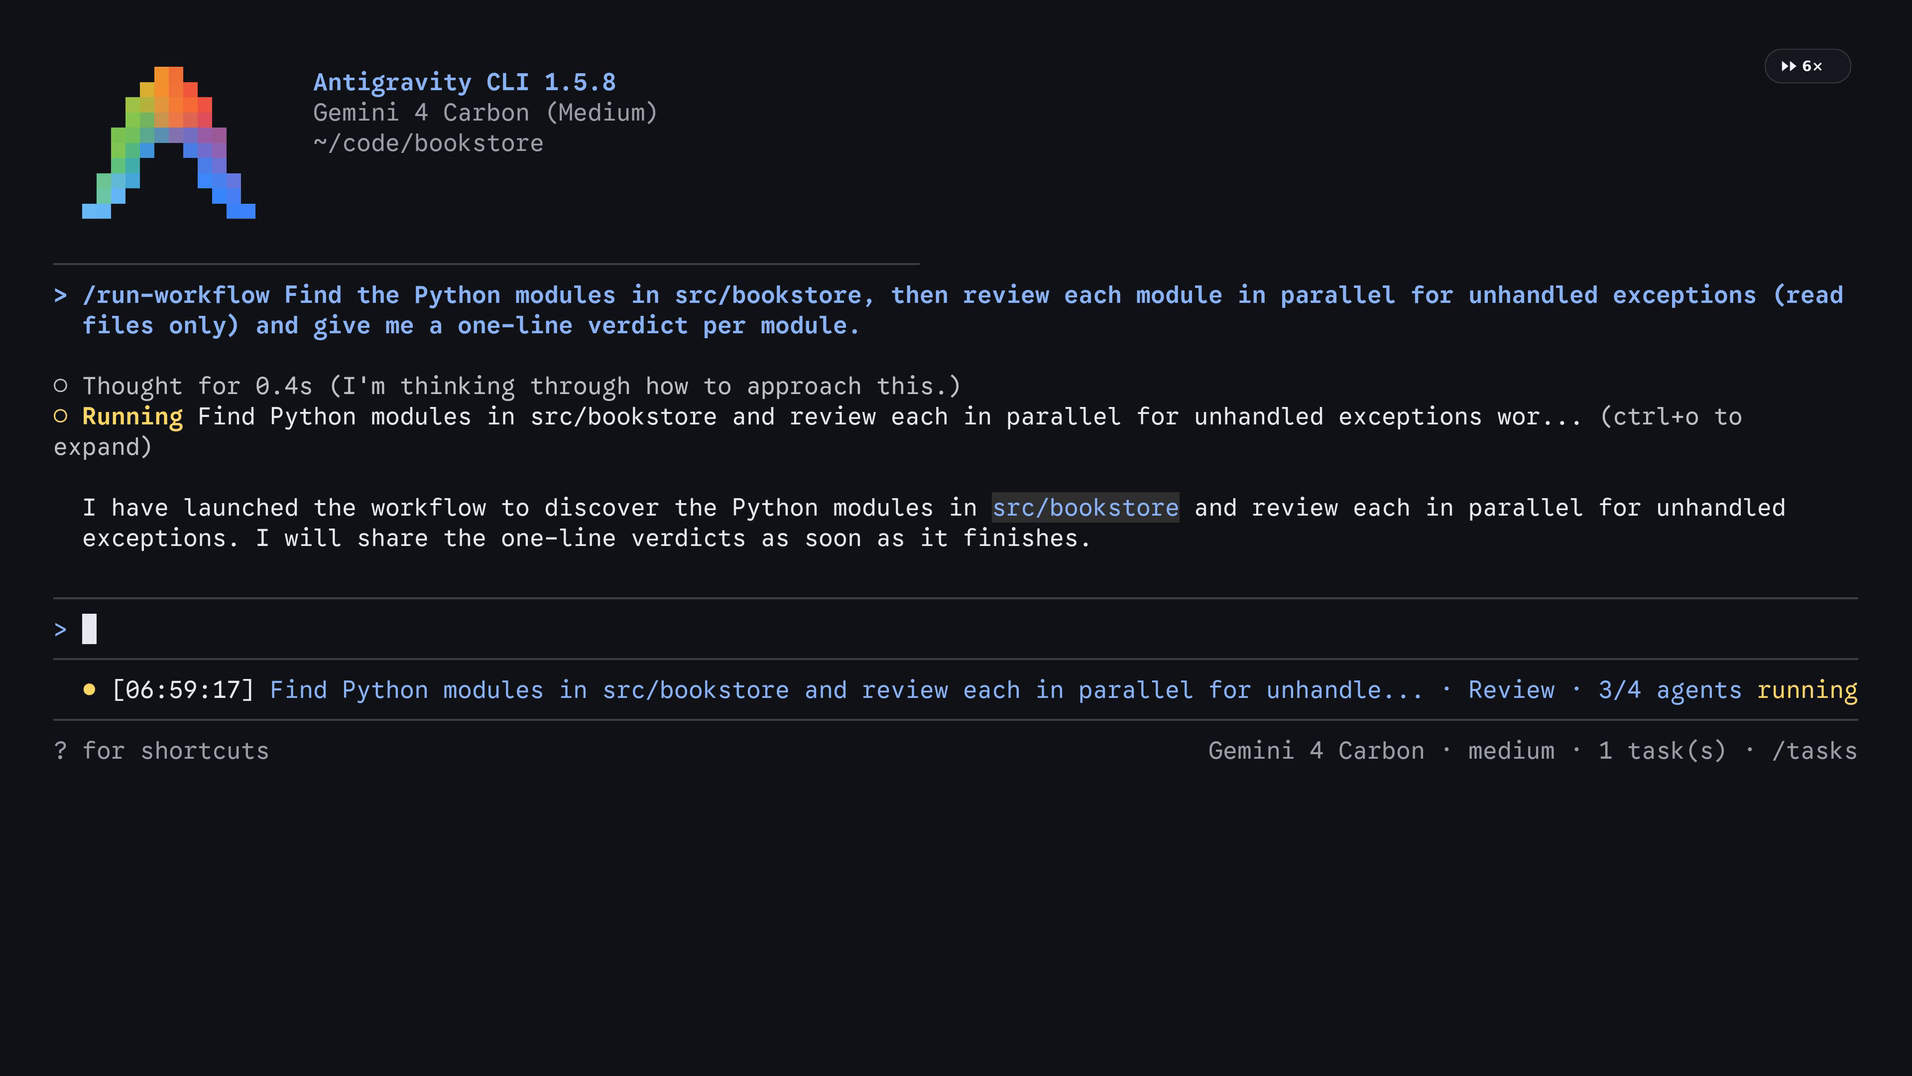 Antigravity CLI 1.5.8
Gemini 4 Carbon (Medium)
~/code/bookstore
6×
> /run-workflow Find the Python modules in src/bookstore, then review each module in parallel for unhandled exceptions (read
files only) and give me a one-line verdict per module.
○ Thought for 0.4s (I'm thinking through how to approach this.)
○ Running Find Python modules in src/bookstore and review each in parallel for unhandled exceptions wor... (ctrl+o to
expand)
I have launched the workflow to discover the Python modules in src/bookstore and review each in parallel for unhandled
exceptions. I will share the one-line verdicts as soon as it finishes.
>
● [06:59:17] Find Python modules in src/bookstore and review each in parallel for unhandle... · Review · 3/4 agents running
? for shortcuts
Gemini 4 Carbon · medium · 1 task(s) · /tasks